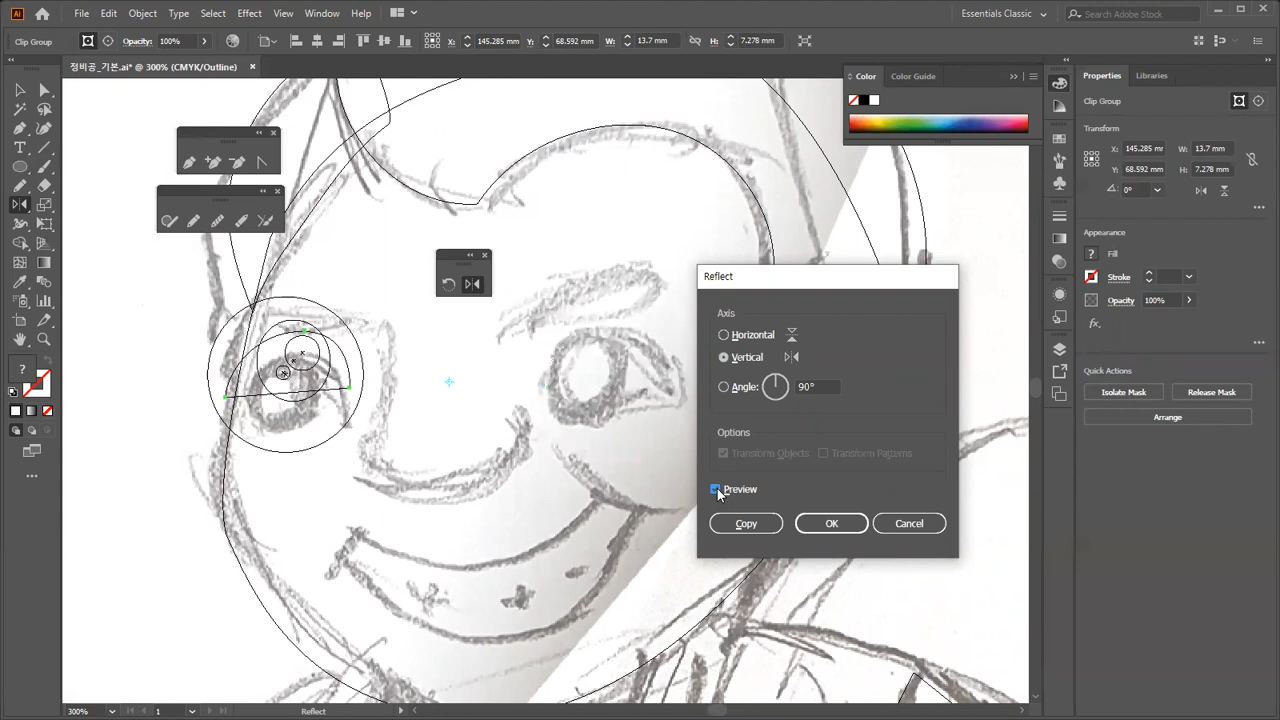 Ai File Edit Object Type Select Effect View Window Help Essentials Classic Search Adobe Stock
Clip Group Opacity: 100% X: 145.285 mm Y: 68.592 mm W: 13.7 mm H: 7.278 mm
정비공_기본.ai* @ 300% (CMYK/Outline)
Color Color Guide
Properties Libraries
Clip Group
Transform
X: 145.285 mm W: 13.7 mm
Y: 68.592 mm H: 7.278 mm
0°
Appearance
? Fill
Stroke
Opacity 100%
fx.
Quick Actions
Isolate Mask Release Mask
Arrange
Reflect
Axis
Horizontal
Vertical
Angle: 90°
Options
Transform Objects Transform Patterns
Preview
Copy OK Cancel
?
300% 1 Reflect